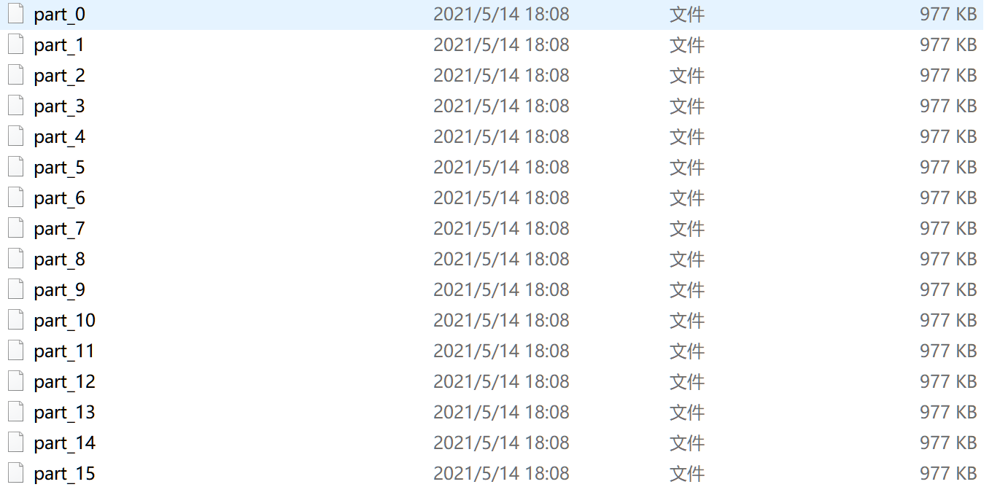 part_0 2021/5/14 18:08 文件 977 KB
part_1 2021/5/14 18:08 文件 977 KB
part_2 2021/5/14 18:08 文件 977 KB
part_3 2021/5/14 18:08 文件 977 KB
part_4 2021/5/14 18:08 文件 977 KB
part_5 2021/5/14 18:08 文件 977 KB
part_6 2021/5/14 18:08 文件 977 KB
part_7 2021/5/14 18:08 文件 977 KB
part_8 2021/5/14 18:08 文件 977 KB
part_9 2021/5/14 18:08 文件 977 KB
part_10 2021/5/14 18:08 文件 977 KB
part_11 2021/5/14 18:08 文件 977 KB
part_12 2021/5/14 18:08 文件 977 KB
part_13 2021/5/14 18:08 文件 977 KB
part_14 2021/5/14 18:08 文件 977 KB
part_15 2021/5/14 18:08 文件 977 KB